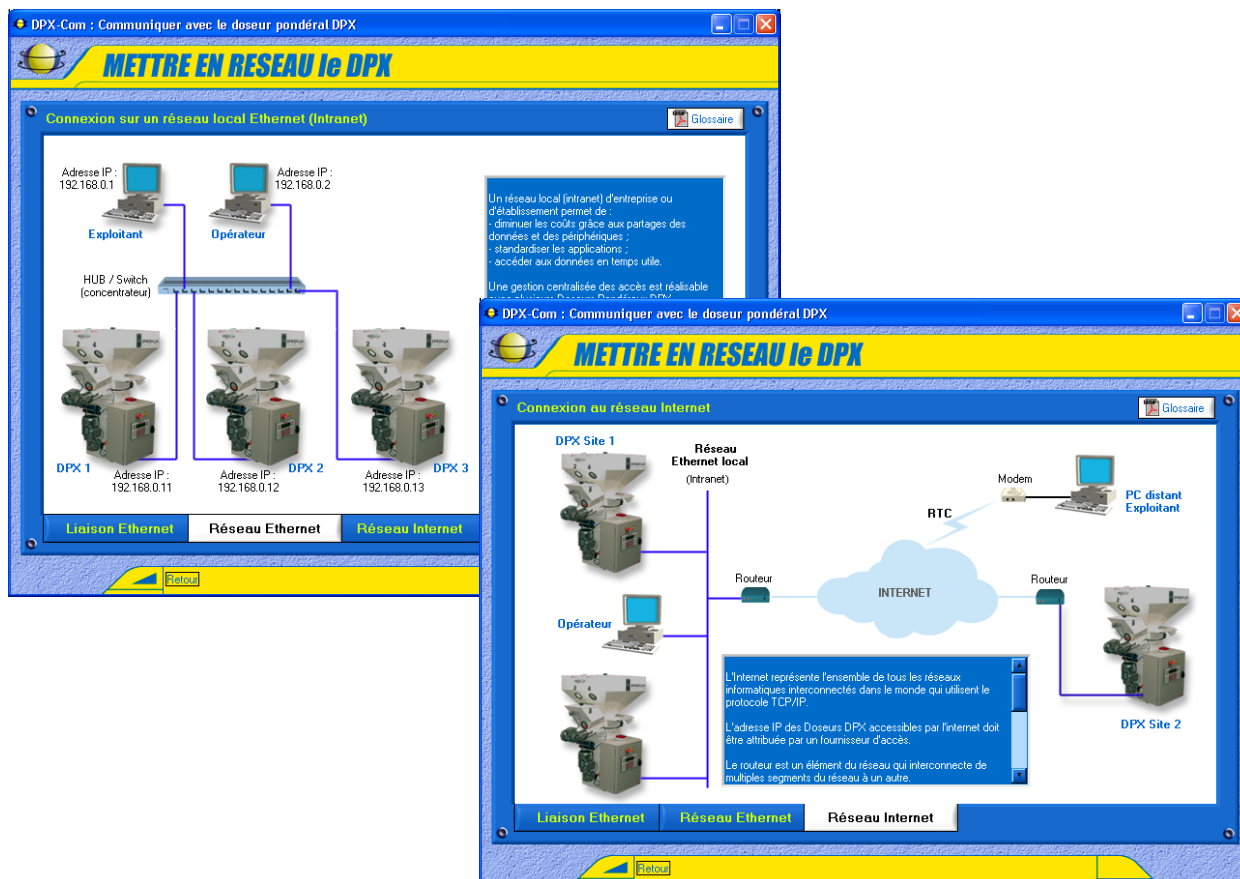 DPX-Com : Communiquer avec le doseur pondéral DPX
METTRE EN RESEAU le DPX
Connexion sur un réseau local Ethernet (Intranet)
Glossaire
Adresse IP :
192.168.0.1
Adresse IP :
192.168.0.2
Exploitant
Opérateur
HUB / Switch
(concentrateur)
Un réseau local (intranet) d'entreprise ou
d'établissement permet de :
- diminuer les coûts grâce aux partages des
données et des périphériques ;
- standardiser les applications ;
- accéder aux données en temps utile.
Une gestion centralisée des accès est réalisable
DPX 1
Adresse IP :
192.168.0.11
DPX 2
Adresse IP :
192.168.0.12
DPX 3
Adresse IP :
192.168.0.13
Liaison Ethernet
Réseau Ethernet
Réseau Internet
Retour
DPX-Com : Communiquer avec le doseur pondéral DPX
METTRE EN RESEAU le DPX
Connexion au réseau Internet
Glossaire
DPX Site 1
Réseau
Ethernet local
(Intranet)
Modem
PC distant
Exploitant
RTC
Routeur
INTERNET
Routeur
Opérateur
L'Internet représente l'ensemble de tous les réseaux
informatiques interconnectés dans le monde qui utilisent le
protocole TCP/IP.
L'adresse IP des Doseurs DPX accessibles par l'internet doit
être attribuée par un fournisseur d'accès.
Le routeur est un élément du réseau qui interconnecte de
multiples segments du réseau à un autre.
DPX Site 2
Liaison Ethernet
Réseau Ethernet
Réseau Internet
Retour